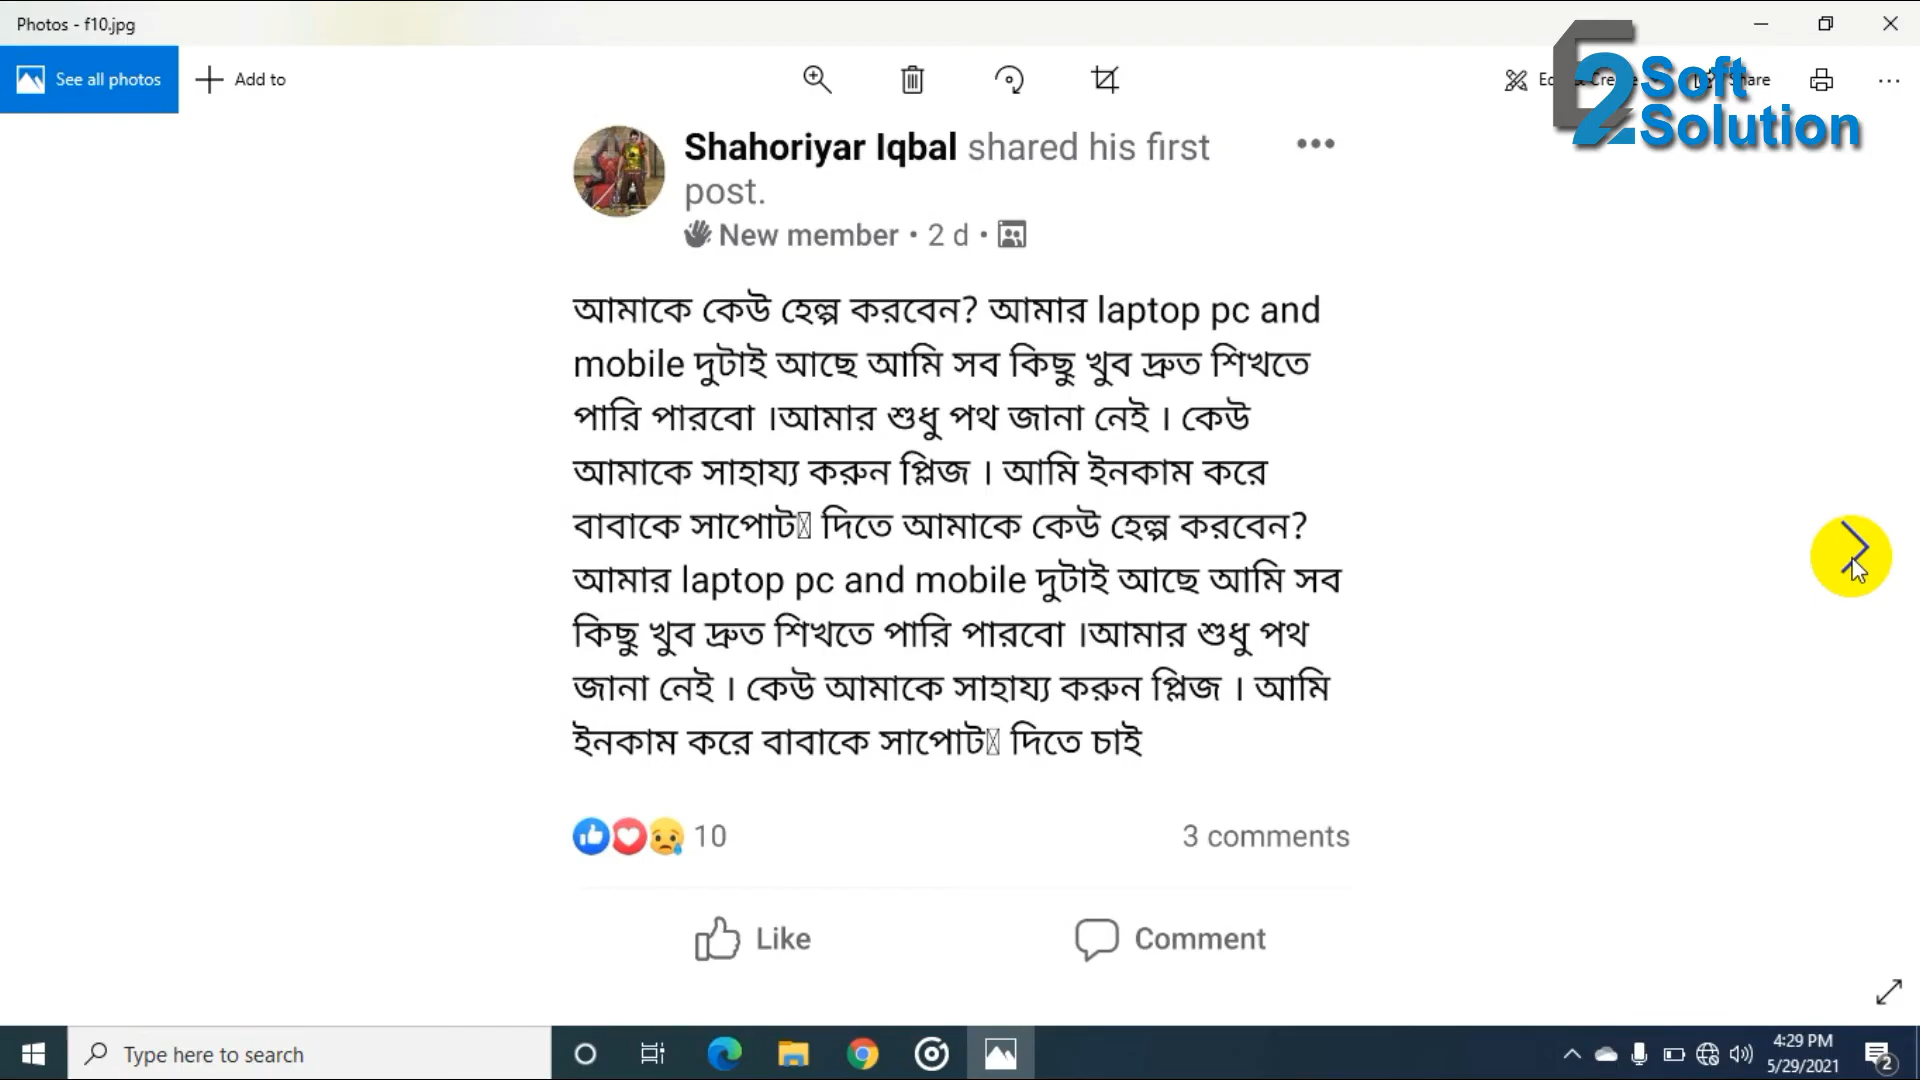 Photos - f10.jpg
See all photos
Add to
Share
Soft
2 Solution
Shahoriyar Iqbal shared his first
post.
New member • 2 d •
আমাকে কেউ হেল্প করবেন? আমার laptop pc and
mobile দুটাই আছে আমি সব কিছু খুব দ্রুত শিখতে
পারি পারবো ।আমার শুধু পথ জানা নেই । কেউ
আমাকে সাহায্য করুন প্লিজ । আমি ইনকাম করে
বাবাকে সাপোট দিতে আমাকে কেউ হেল্প করবেন?
আমার laptop pc and mobile দুটাই আছে আমি সব
কিছু খুব দ্রুত শিখতে পারি পারবো ।আমার শুধু পথ
জানা নেই । কেউ আমাকে সাহায্য করুন প্লিজ । আমি
ইনকাম করে বাবাকে সাপোট দিতে চাই
10
3 comments
Like
Comment
Type here to search
4:29 PM
5/29/2021
2